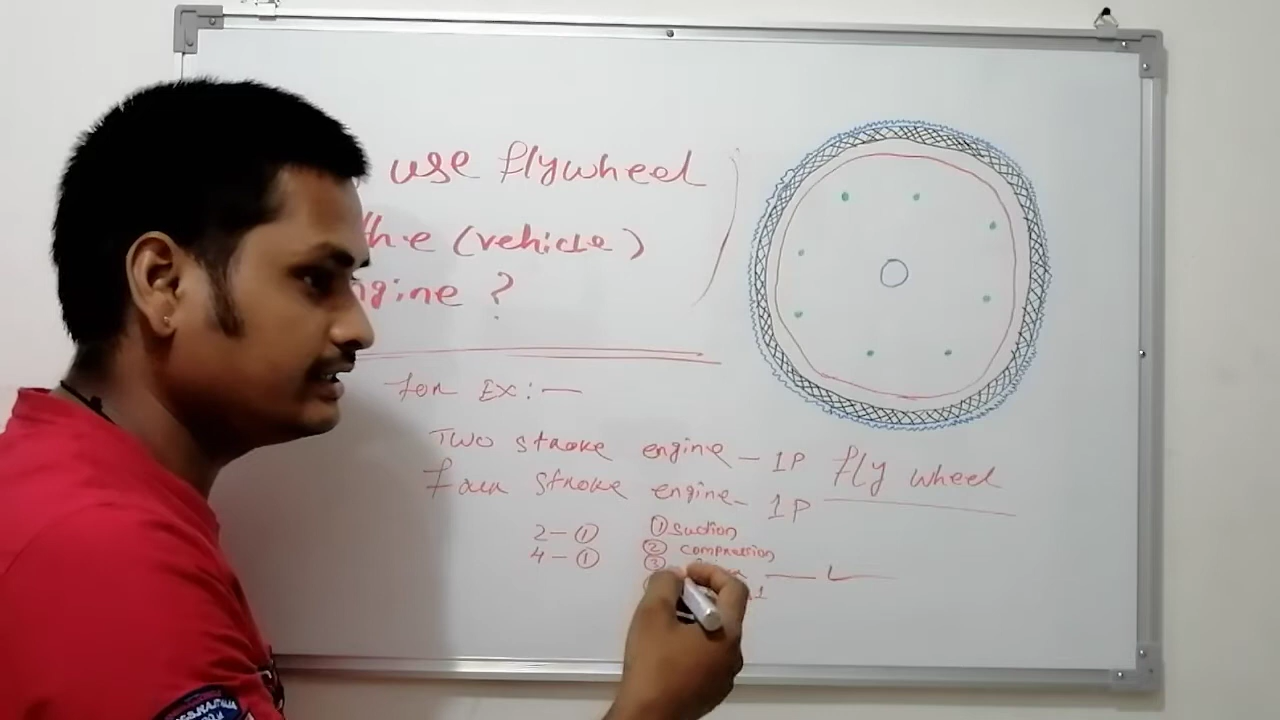 use flywheel
the (vehicle)
ngine ?
for Ex :—
Two stroke engine – 1P
Four stroke engine – 1P
fly wheel
2 – ①
4 – ①
① Suction
② compression
③